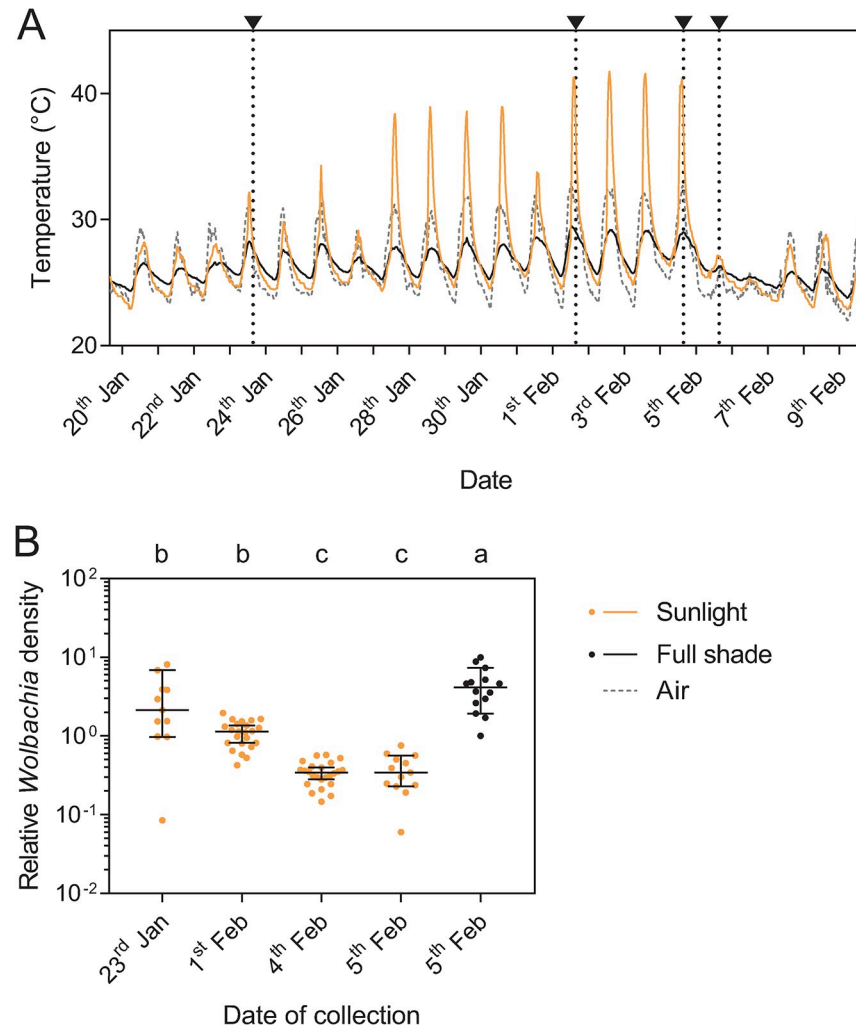 A
Temperature (°C)
40
30
20
20th Jan
22nd Jan
24th Jan
26th Jan
28th Jan
30th Jan
1st Feb
3rd Feb
5th Feb
7th Feb
9th Feb
Date
B
b b c c a
Relative Wolbachia density
10²
10¹
10⁰
10⁻¹
10⁻²
23rd Jan
1st Feb
4th Feb
5th Feb
5th Feb
Date of collection
Sunlight
Full shade
Air